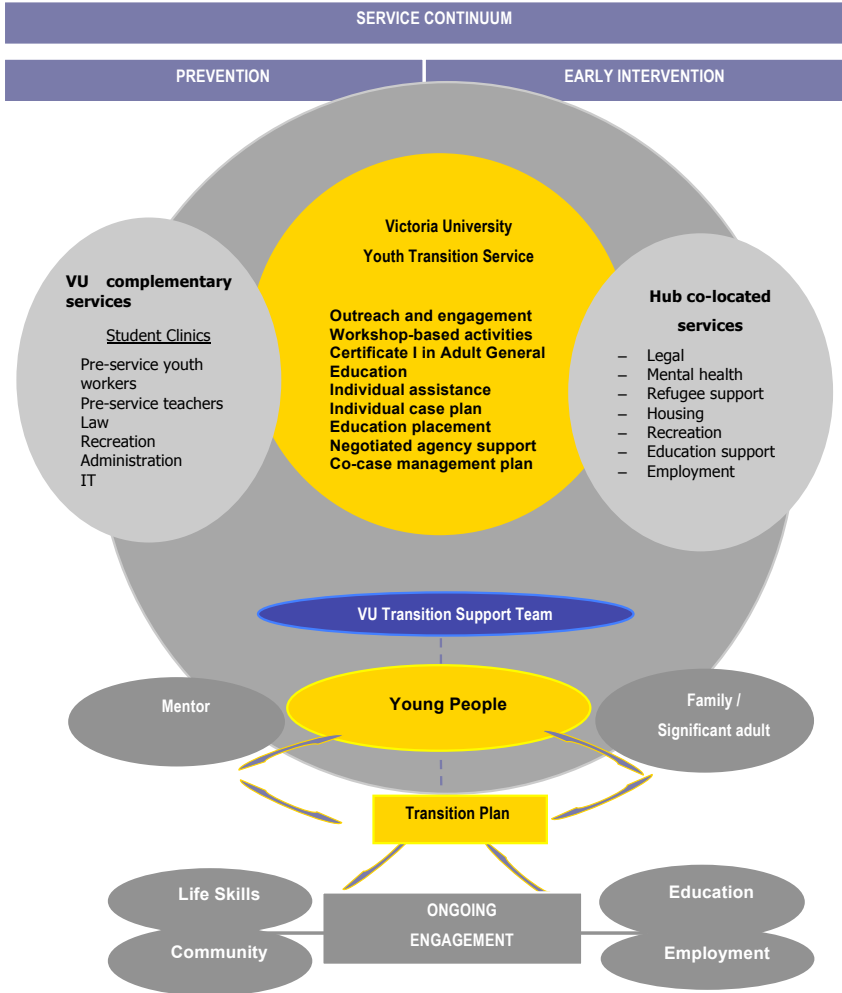 SERVICE CONTINUUM
PREVENTION
EARLY INTERVENTION
Victoria University
Youth Transition Service
Outreach and engagement
Workshop-based activities
Certificate I in Adult General
Education
Individual assistance
Individual case plan
Education placement
Negotiated agency support
Co-case management plan
VU complementary
services
Student Clinics
Pre-service youth
workers
Pre-service teachers
Law
Recreation
Administration
IT
Hub co-located
services
– Legal
– Mental health
– Refugee support
– Housing
– Recreation
– Education support
– Employment
VU Transition Support Team
Mentor
Young People
Family /
Significant adult
Transition Plan
Life Skills
Community
ONGOING
ENGAGEMENT
Education
Employment